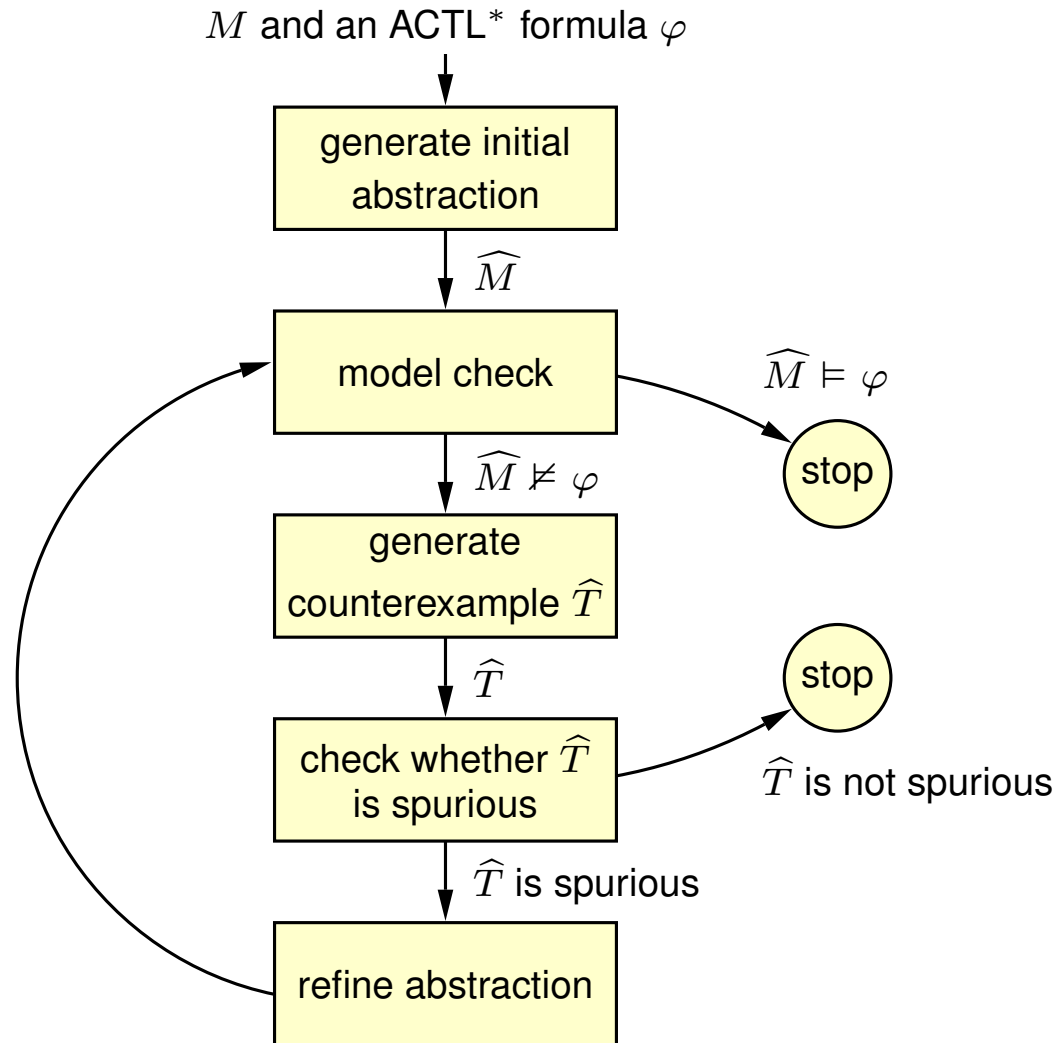 M and an ACTL* formula φ
generate initial
abstraction
M̂
model check
M̂ ⊨ φ
stop
M̂ ⊭ φ
generate
counterexample T̂
T̂
stop
check whether T̂
is spurious
T̂ is not spurious
T̂ is spurious
refine abstraction